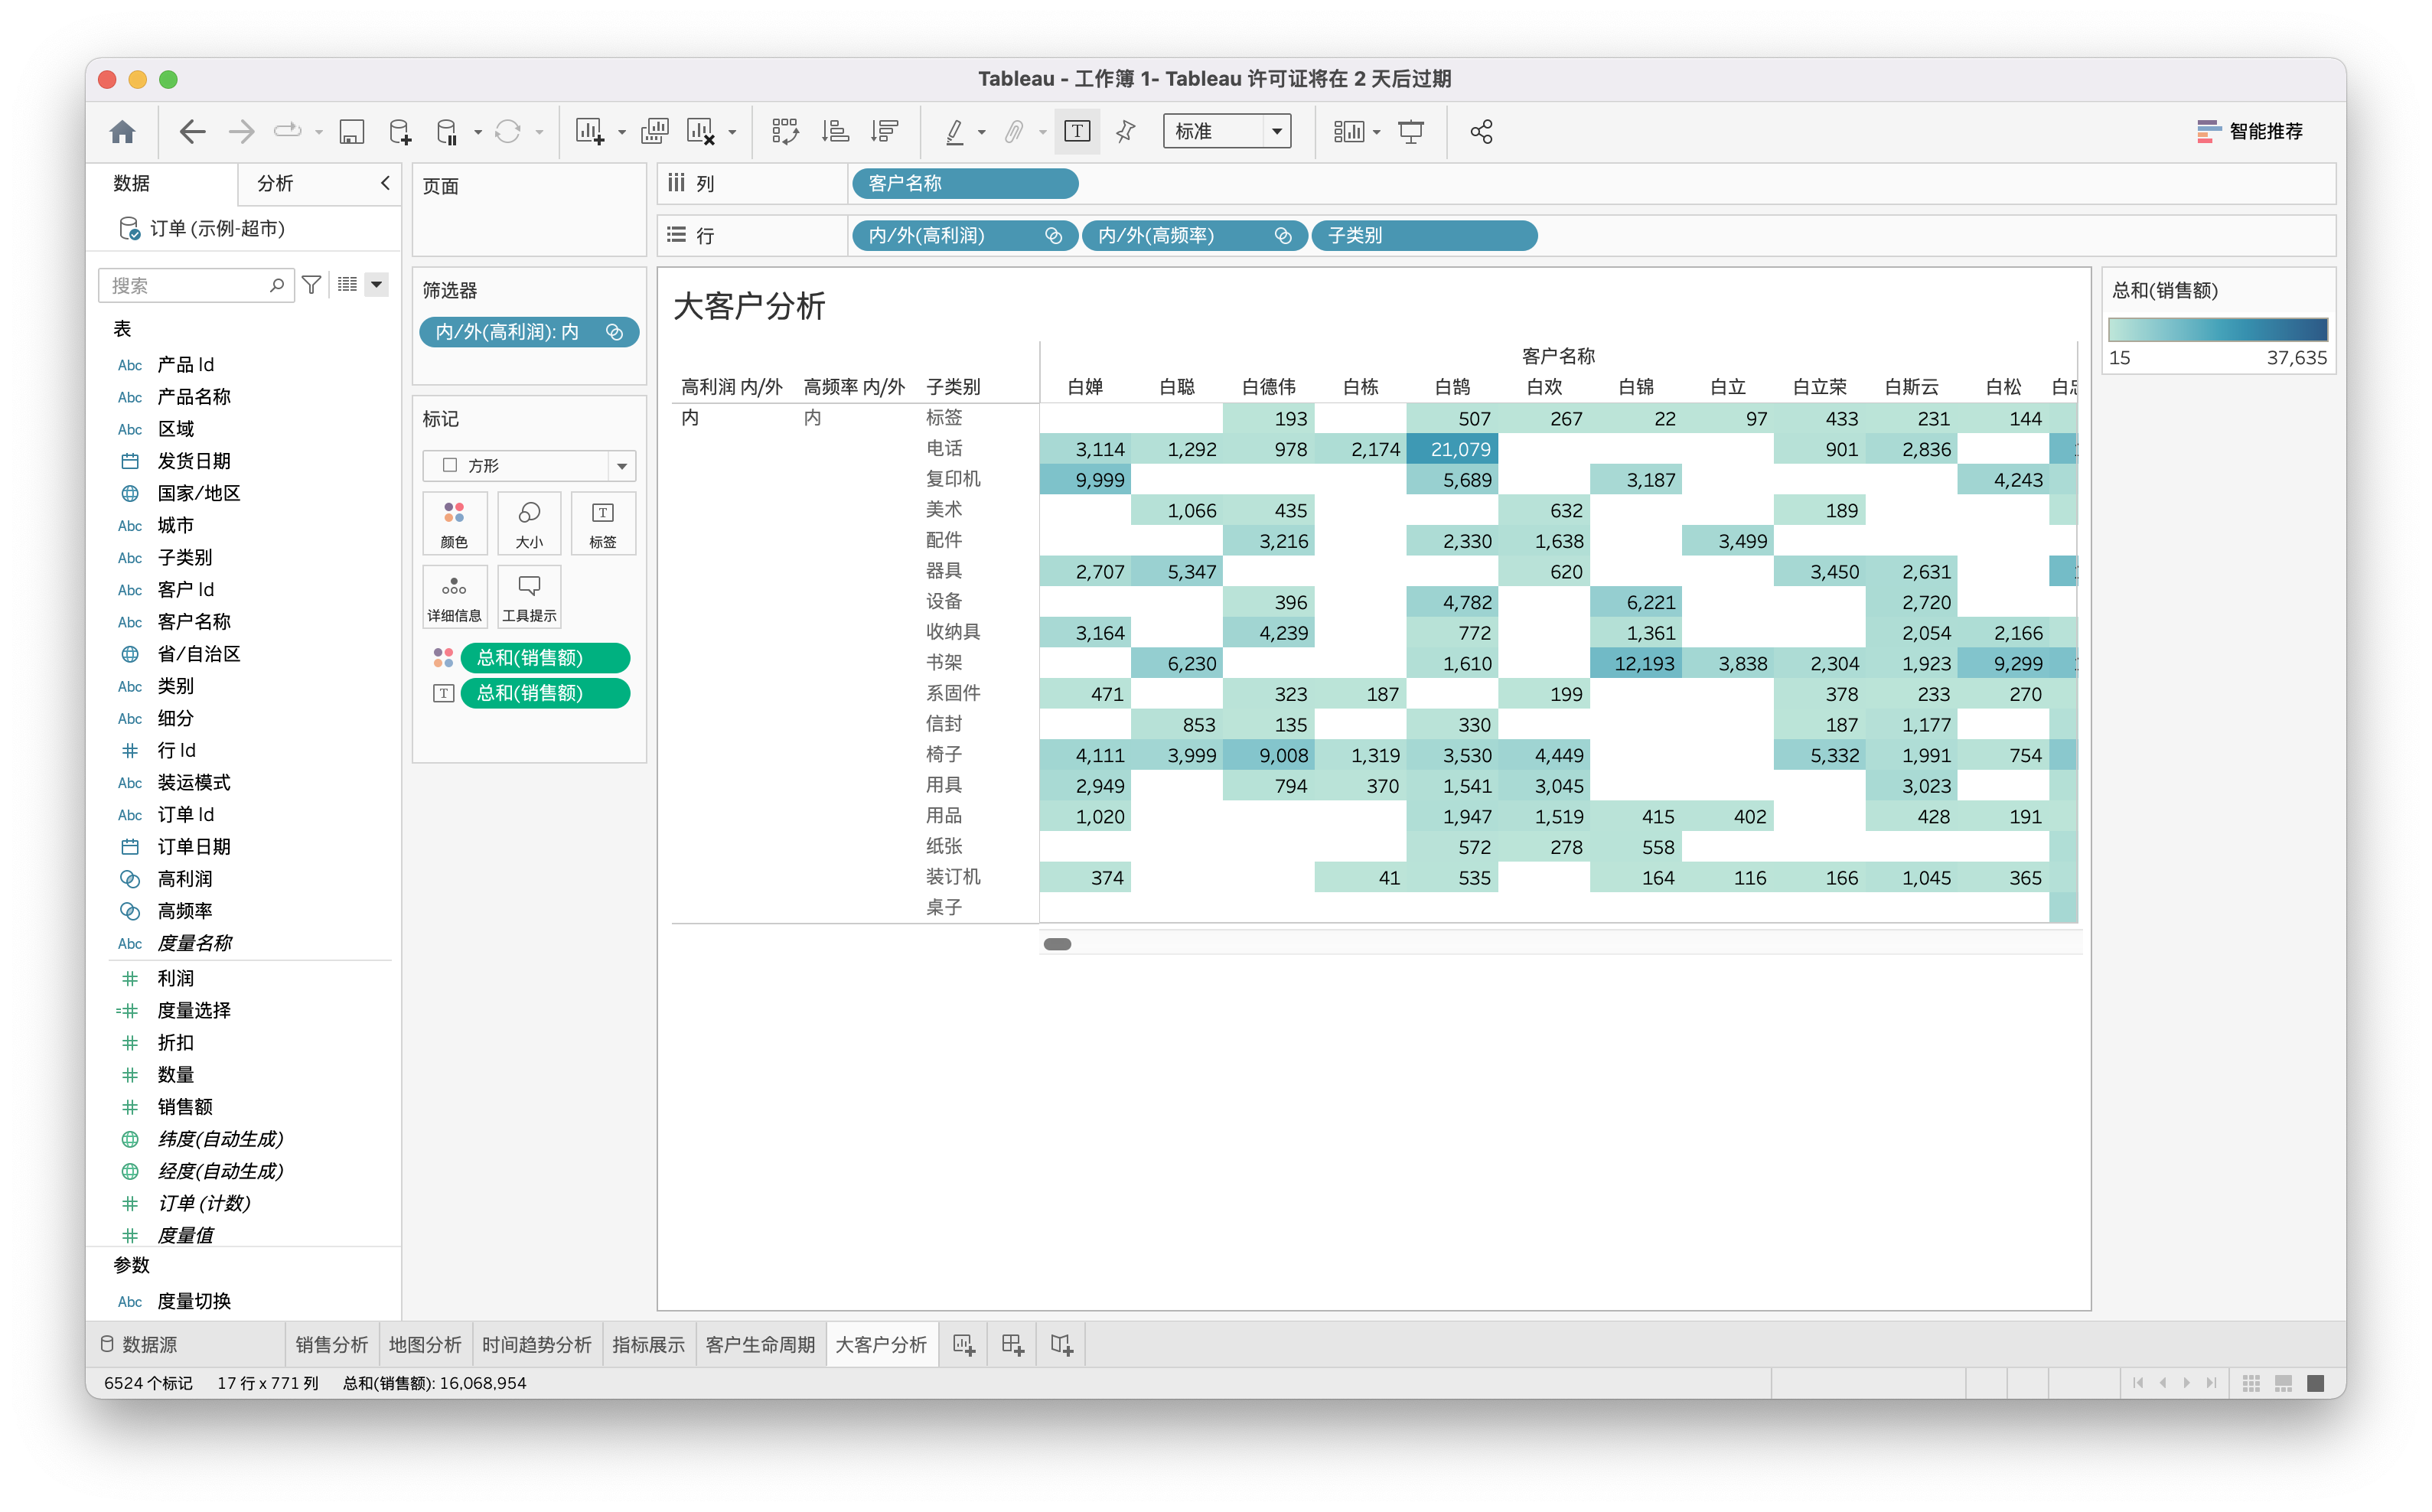 Tableau - 工作簿 1- Tableau 许可证将在 2 天后过期
标准
智能推荐
数据 分析
订单 (示例-超市)
搜索
表
Abc 产品 Id
Abc 产品名称
Abc 区域
发货日期
国家/地区
Abc 城市
Abc 子类别
Abc 客户 Id
Abc 客户名称
省/自治区
Abc 类别
Abc 细分
行 Id
Abc 装运模式
Abc 订单 Id
订单日期
高利润
高频率
Abc 度量名称
利润
度量选择
折扣
数量
销售额
纬度(自动生成)
经度(自动生成)
订单 (计数)
度量值
参数
Abc 度量切换
页面
筛选器
内/外(高利润): 内
标记
方形
颜色 大小 标签
详细信息 工具提示
总和(销售额)
总和(销售额)
列 客户名称
行 内/外(高利润) 内/外(高频率) 子类别
大客户分析
客户名称
高利润 内/外 高频率 内/外 子类别 白婵 白聪 白德伟 白栋 白鹄 白欢 白锦 白立 白立荣 白斯云 白松
内 内 标签 193 507 267 22 97 433 231 144
电话 3,114 1,292 978 2,174 21,079 901 2,836
复印机 9,999 5,689 3,187 4,243
美术 1,066 435 632 189
配件 3,216 2,330 1,638 3,499
器具 2,707 5,347 620 3,450 2,631
设备 396 4,782 6,221 2,720
收纳具 3,164 4,239 772 1,361 2,054 2,166
书架 6,230 1,610 12,193 3,838 2,304 1,923 9,299
系固件 471 323 187 199 378 233 270
信封 853 135 330 187 1,177
椅子 4,111 3,999 9,008 1,319 3,530 4,449 5,332 1,991 754
用具 2,949 794 370 1,541 3,045 3,023
用品 1,020 1,947 1,519 415 402 428 191
纸张 572 278 558
装订机 374 41 535 164 116 166 1,045 365
桌子
总和(销售额)
15 37,635
数据源 销售分析 地图分析 时间趋势分析 指标展示 客户生命周期 大客户分析
6524 个标记 17 行 x 771 列 总和(销售额): 16,068,954